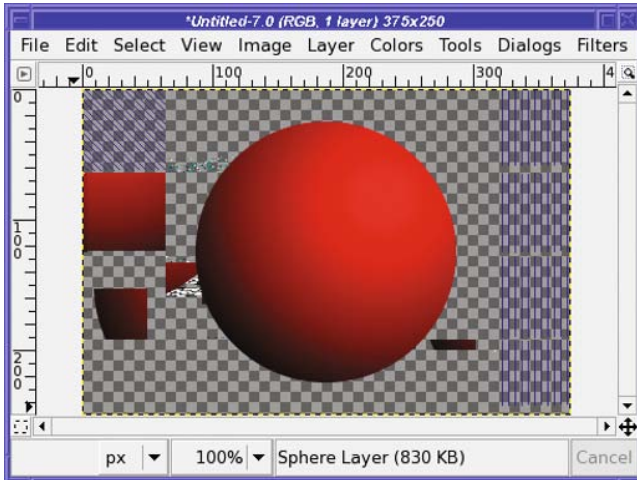 *Untitled-7.0 (RGB, 1 layer) 375x250
File Edit Select View Image Layer Colors Tools Dialogs Filters
0 100 200 300 4
0
100
200
px 100% Sphere Layer (830 KB) Cancel